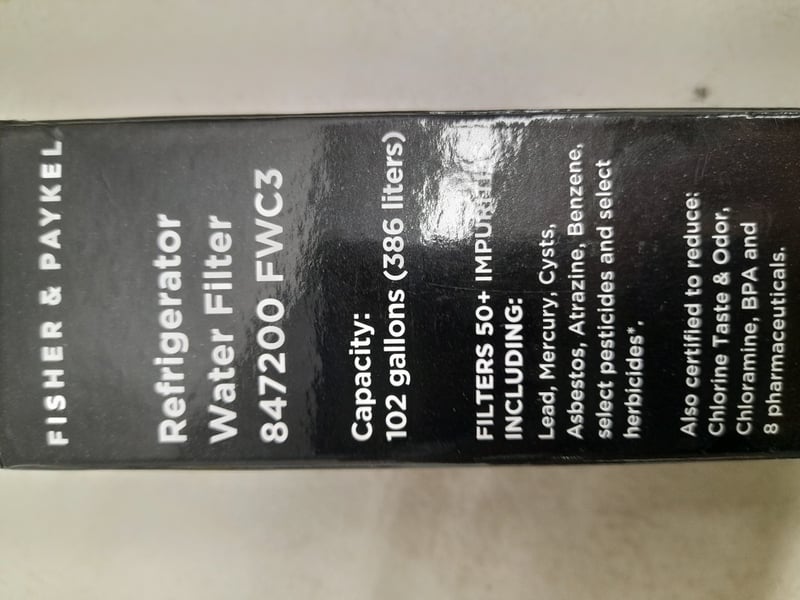 FISHER & PAYKEL
Refrigerator
Water Filter
847200 FWC3
Capacity:
102 gallons (386 liters)
FILTERS 50+ IMPURITIES
INCLUDING:
Lead, Mercury, Cysts,
Asbestos, Atrazine, Benzene,
select pesticides and select
herbicides*.
Also certified to reduce:
Chlorine Taste & Odor,
Chloramine, BPA and
8 pharmaceuticals.